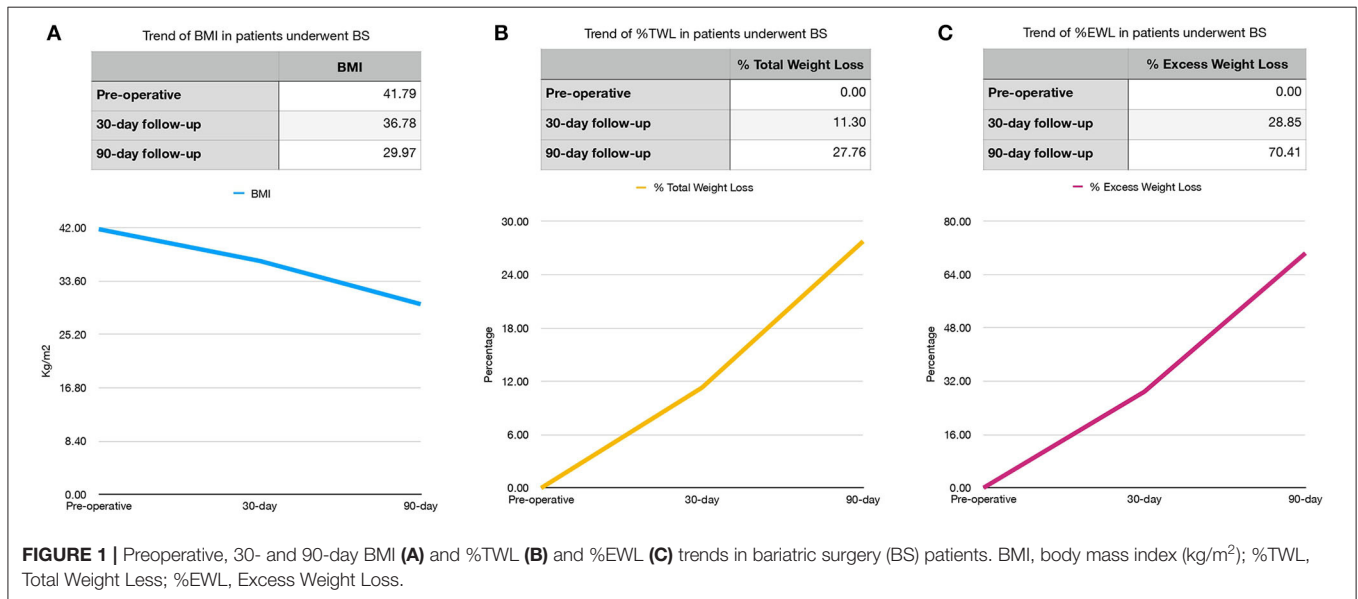 A
Trend of BMI in patients underwent BS
BMI
Pre-operative 41.79
30-day follow-up 36.78
90-day follow-up 29.97
BMI
42.00
33.60
25.20
16.80
8.40
0.00
Kg/m2
Pre-operative 30-day 90-day
B
Trend of %TWL in patients underwent BS
% Total Weight Loss
Pre-operative 0.00
30-day follow-up 11.30
90-day follow-up 27.76
% Total Weight Loss
30.00
24.00
18.00
12.00
6.00
0.00
Percentage
Pre-operative 30-day 90-day
C
Trend of %EWL in patients underwent BS
% Excess Weight Loss
Pre-operative 0.00
30-day follow-up 28.85
90-day follow-up 70.41
% Excess Weight Loss
80.00
64.00
48.00
32.00
16.00
0.00
Percentage
Pre-operative 30-day 90-day
FIGURE 1 | Preoperative, 30- and 90-day BMI (A) and %TWL (B) and %EWL (C) trends in bariatric surgery (BS) patients. BMI, body mass index (kg/m²); %TWL,
Total Weight Less; %EWL, Excess Weight Loss.